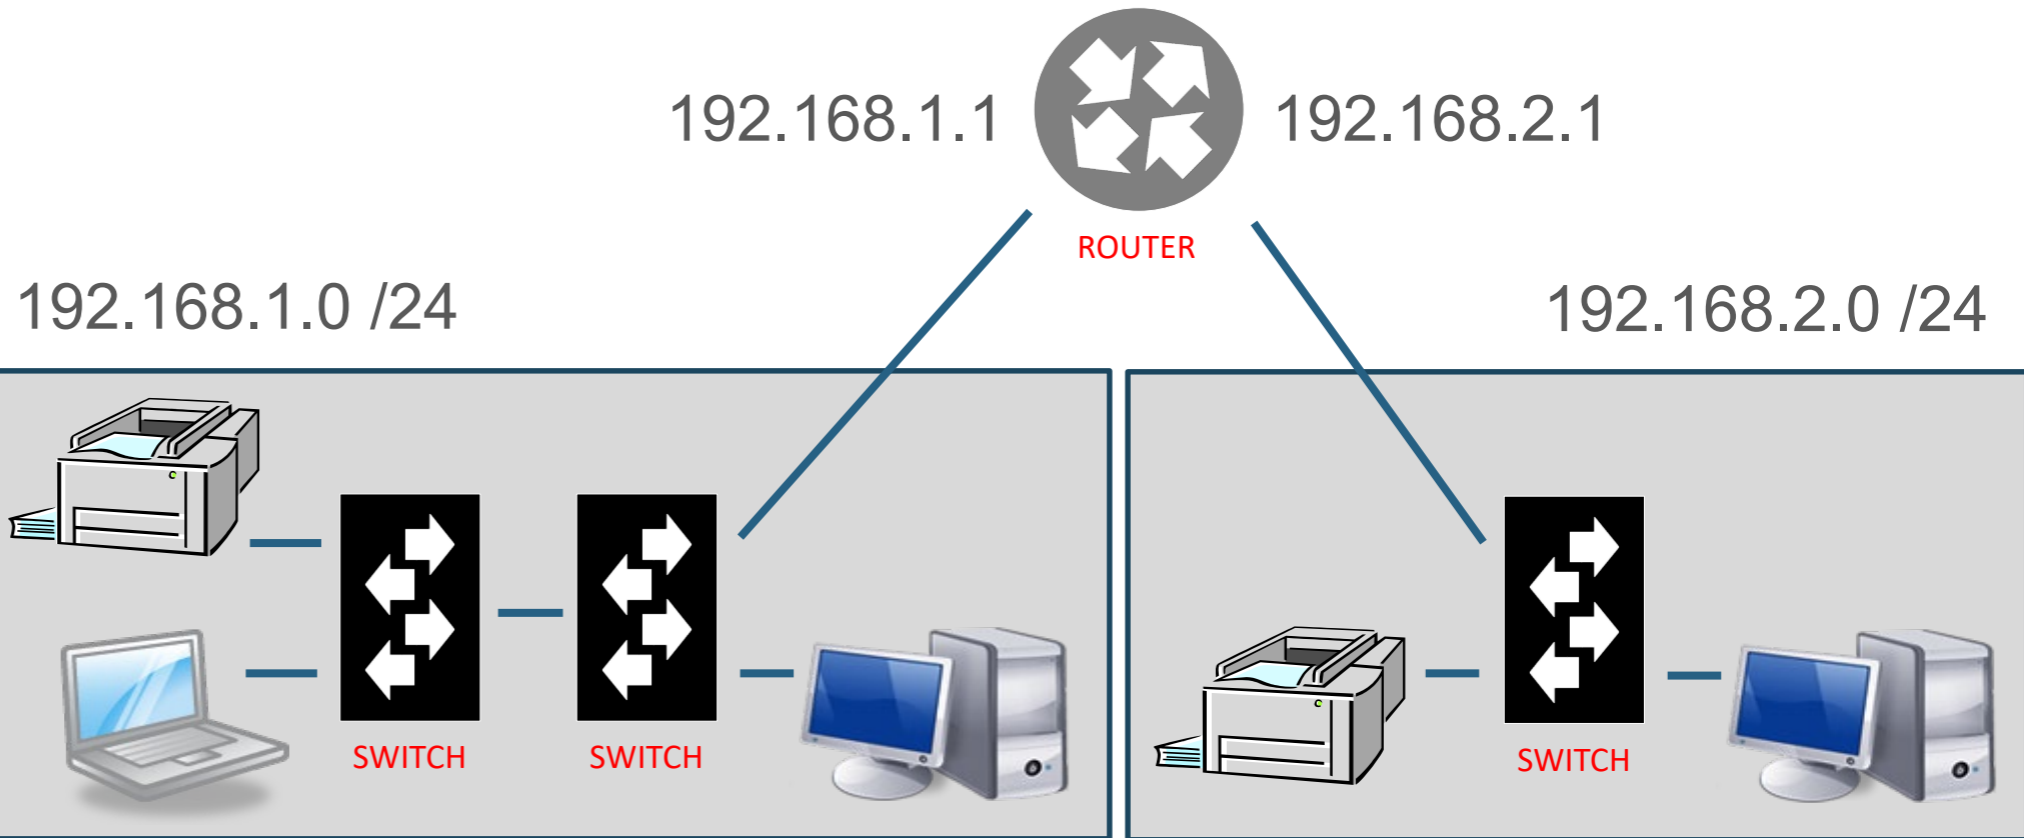 192.168.1.1
192.168.2.1
ROUTER
192.168.1.0 /24
192.168.2.0 /24
SWITCH
SWITCH
SWITCH